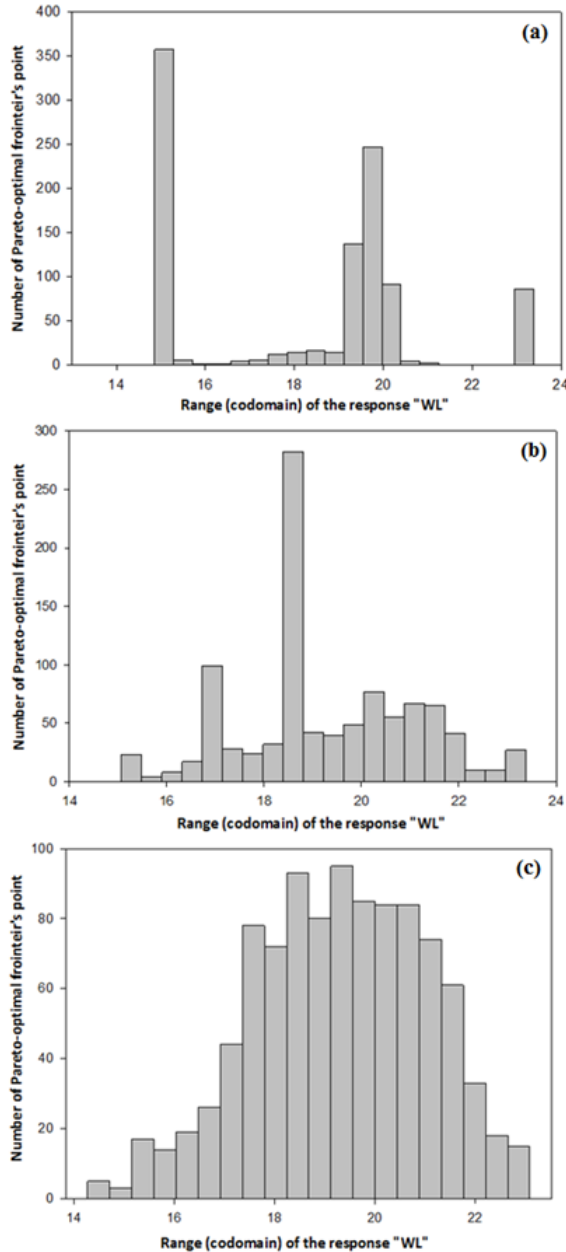 (a)
Number of Pareto-optimal frointeir's point
400
350
300
250
200
150
100
50
0
14 16 18 20 22 24
Range (codomain) of the response "WL"
(b)
Number of Pareto-optimal frointeir's point
300
250
200
150
100
50
0
14 16 18 20 22 24
Range (codomain) of the response "WL"
(c)
Number of Pareto-optimal frointeir's point
100
80
60
40
20
0
14 16 18 20 22
Range (codomain) of the response "WL"